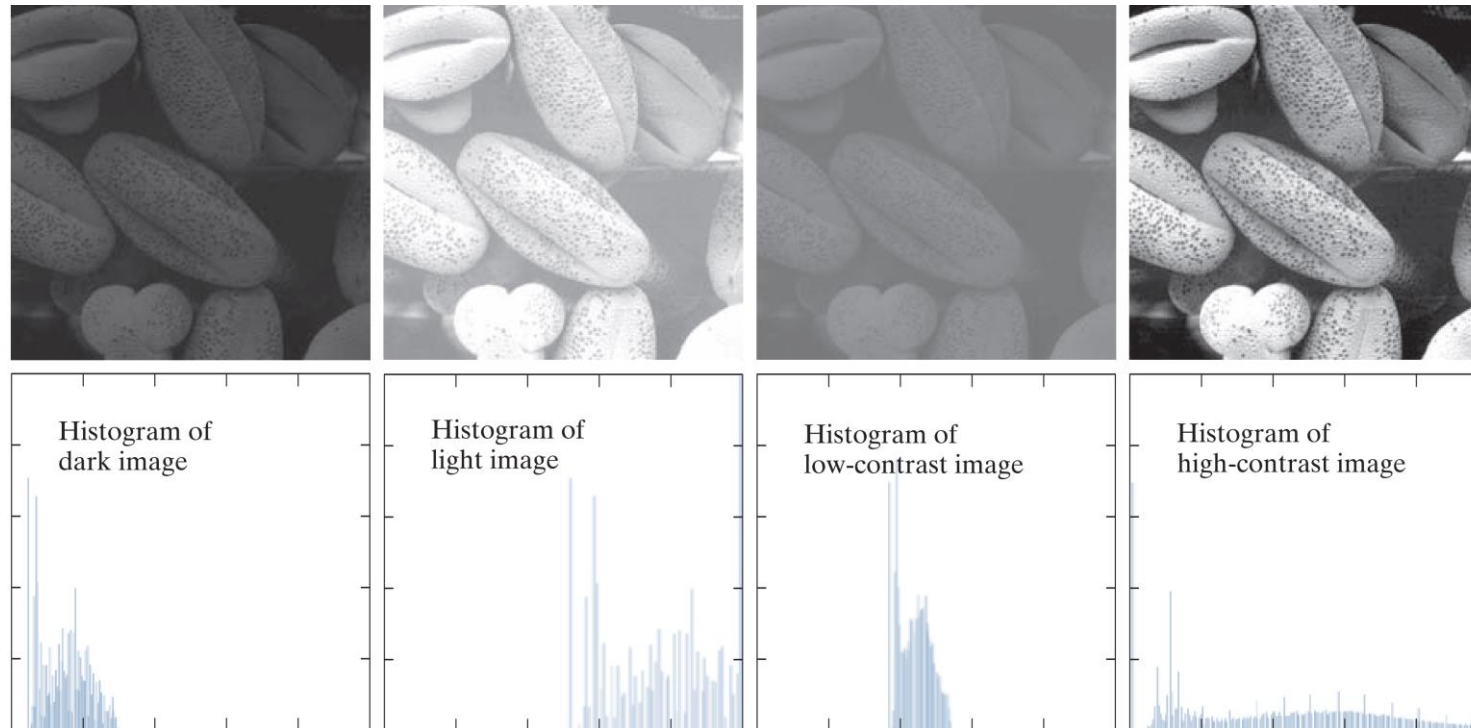 Histogram of
dark image
Histogram of
light image
Histogram of
low-contrast image
Histogram of
high-contrast image